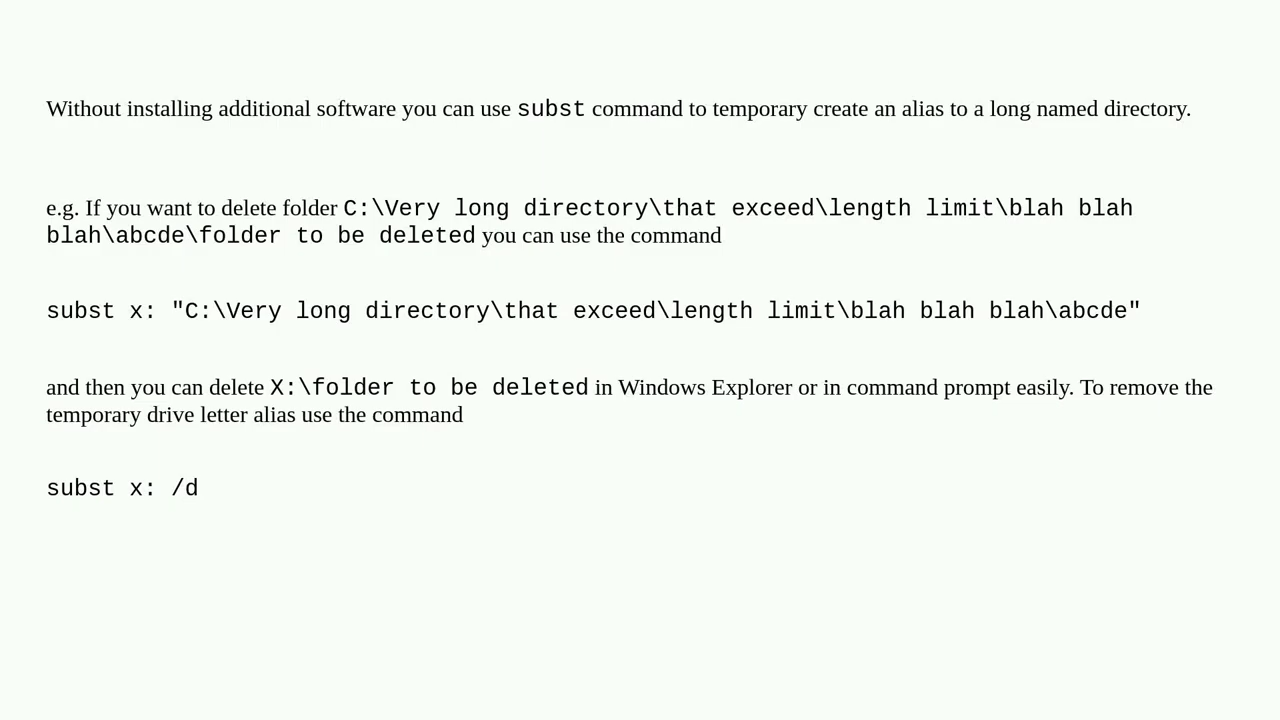 Without installing additional software you can use subst command to temporary create an alias to a long named directory.
e.g. If you want to delete folder C:\Very long directory\that exceed\length limit\blah blah
blah\abcde\folder to be deleted you can use the command
subst x: "C:\Very long directory\that exceed\length limit\blah blah blah\abcde"
and then you can delete X:\folder to be deleted in Windows Explorer or in command prompt easily. To remove the
temporary drive letter alias use the command
subst x: /d